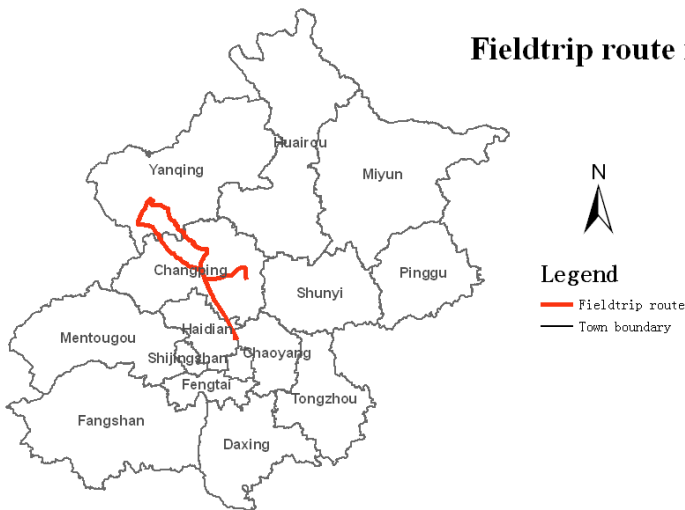 Fieldtrip route
Huairou
Yanqing
Miyun
N
Changping
Pinggu
Shunyi
Legend
Fieldtrip route
Town boundary
Haidian
Mentougou
Shijingshan
Chaoyang
Fengtai
Tongzhou
Fangshan
Daxing